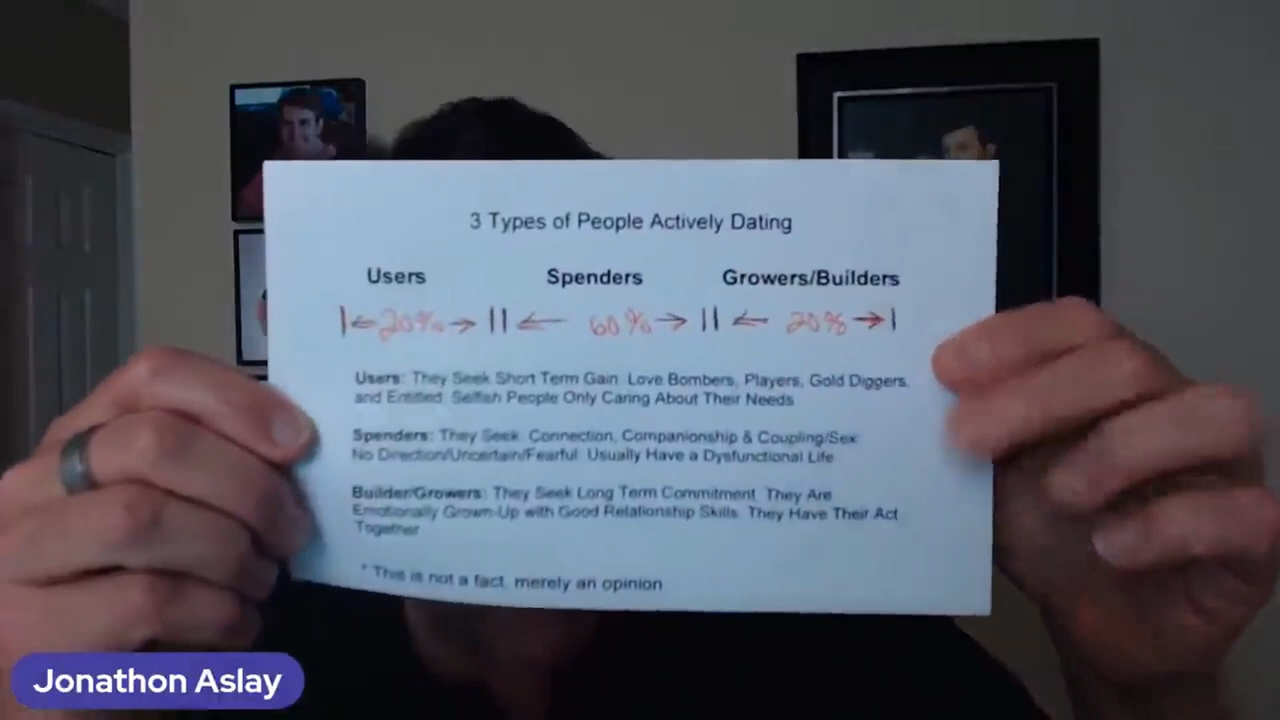 3 Types of People Actively Dating
Users Spenders Growers/Builders
20% 60% 20%
Users: They Seek Short Term Gain. Love Bombers, Players, Gold Diggers,
and Entitled. Selfish People Only Caring About Their Needs
Spenders: They Seek: Connection, Companionship & Coupling/Sex
No Direction/Uncertain/Fearful. Usually Have a Dysfunctional Life
Builder/Growers: They Seek Long Term Commitment. They Are
Emotionally Grown-Up with Good Relationship Skills. They Have Their Act
Together
* This is not a fact, merely an opinion
Jonathon Aslay